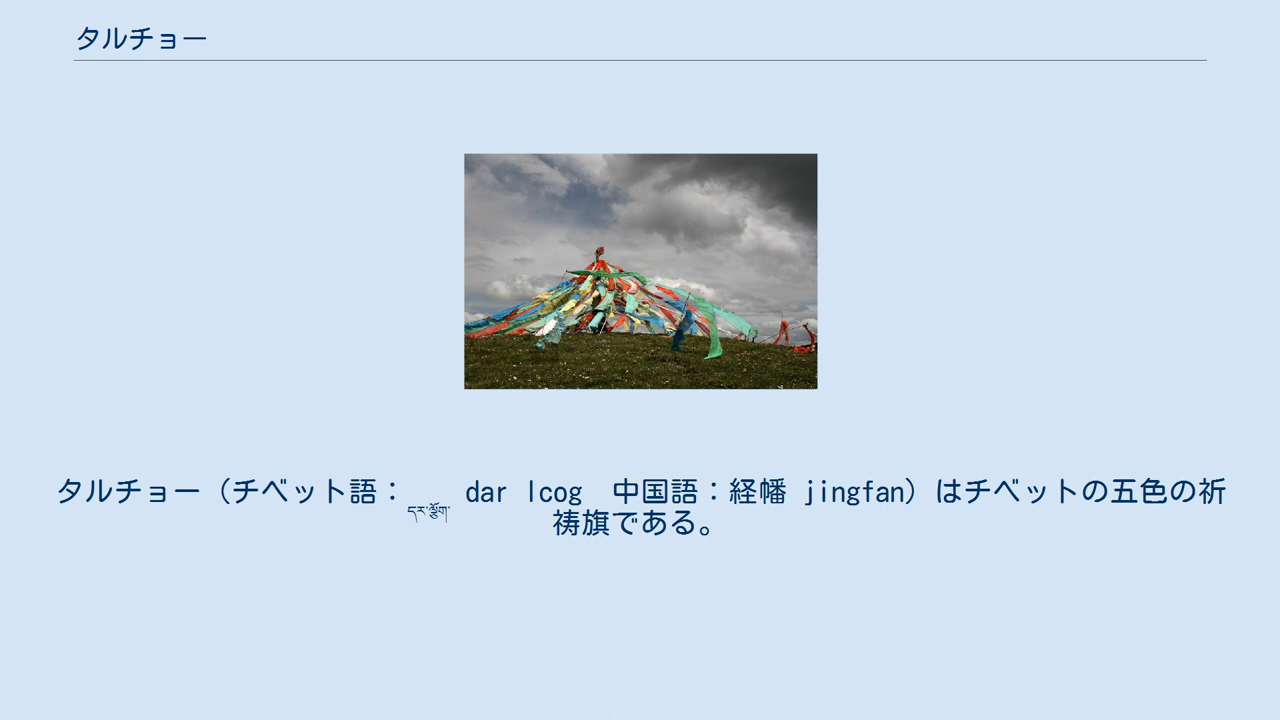 タルチョー
タルチョー（チベット語：དར་ལྕོག་ dar lcog　中国語：経幡 jingfan）はチベットの五色の祈
祷旗である。